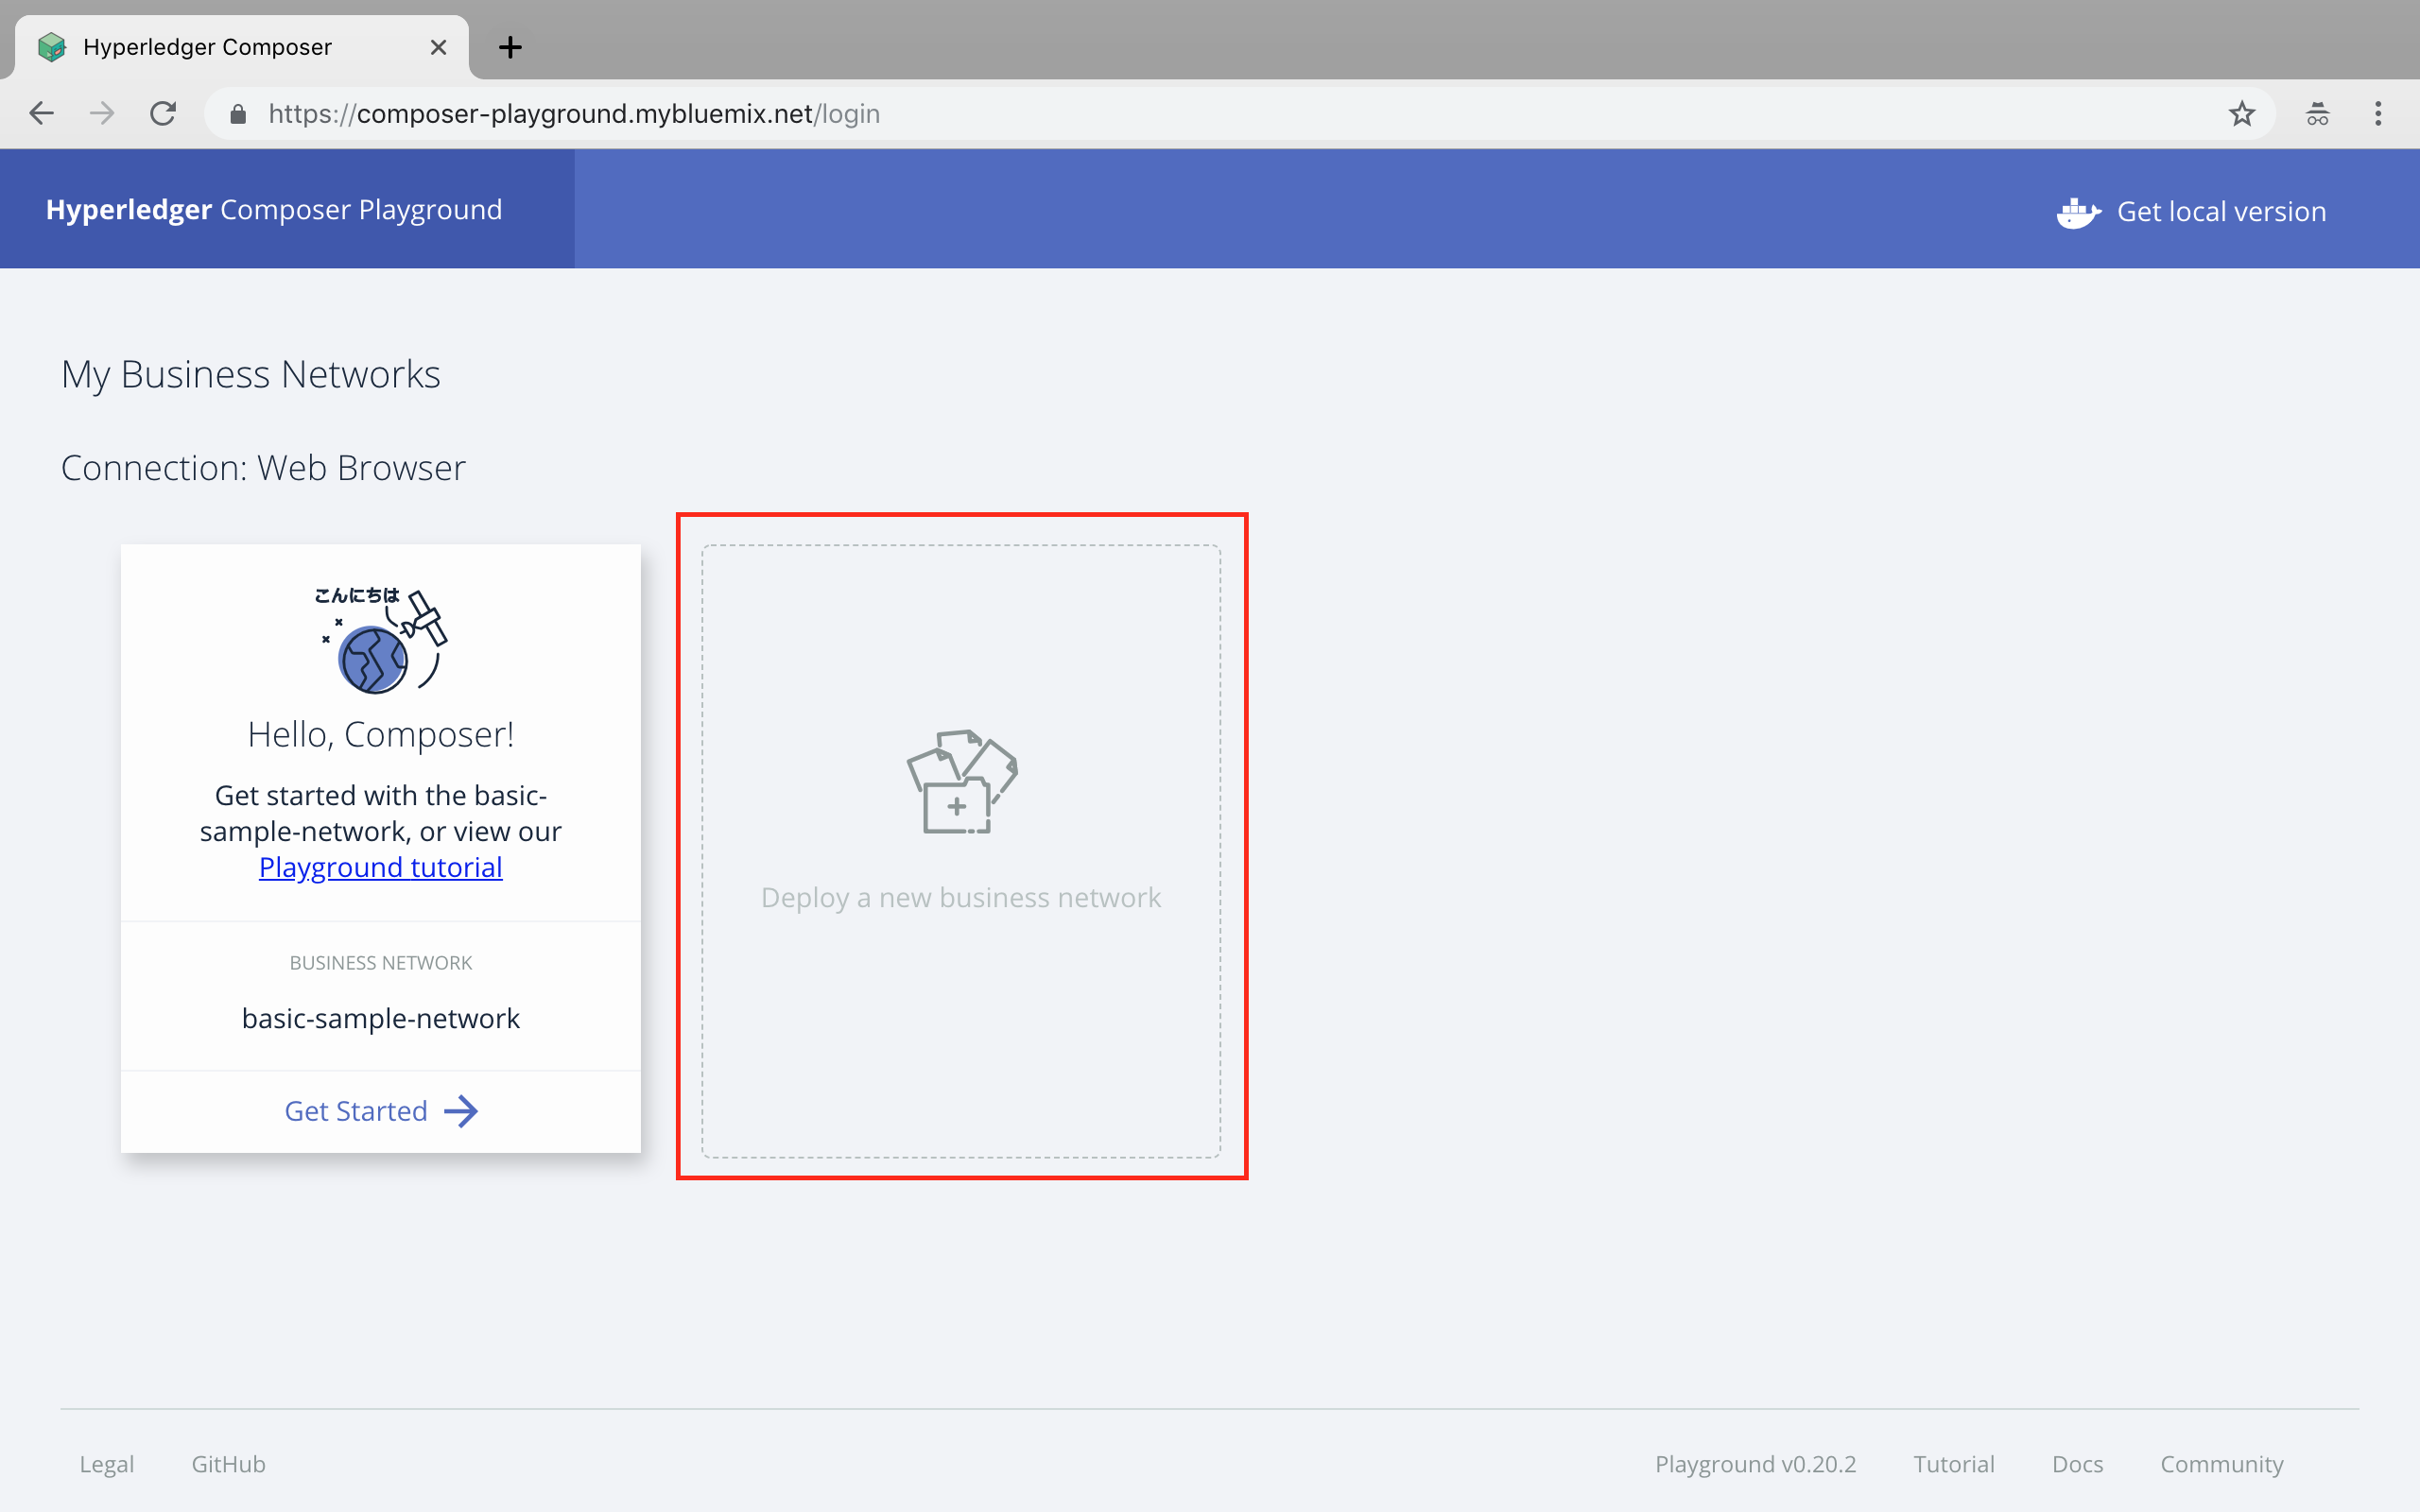 Hyperledger Composer
https://composer-playground.mybluemix.net/login
Hyperledger Composer Playground
Get local version
My Business Networks
Connection: Web Browser
こんにちは
Hello, Composer!
Get started with the basic-
sample-network, or view our
Playground tutorial
BUSINESS NETWORK
basic-sample-network
Get Started
Deploy a new business network
Legal
GitHub
Playground v0.20.2
Tutorial
Docs
Community